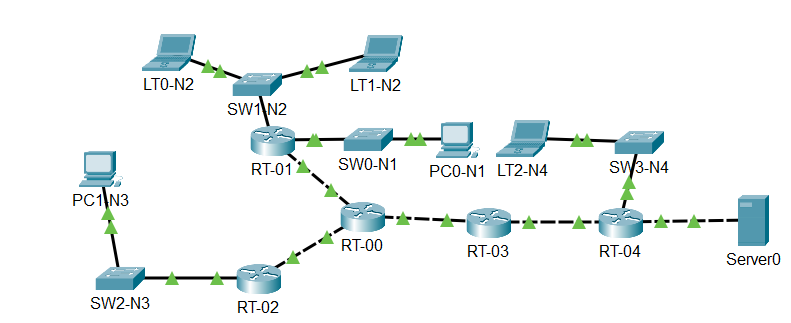 LT0-N2
LT1-N2
SW1-N2
RT-01
SW0-N1
PC0-N1
LT2-N4
SW3-N4
PC1-N3
RT-00
RT-03
RT-04
Server0
SW2-N3
RT-02